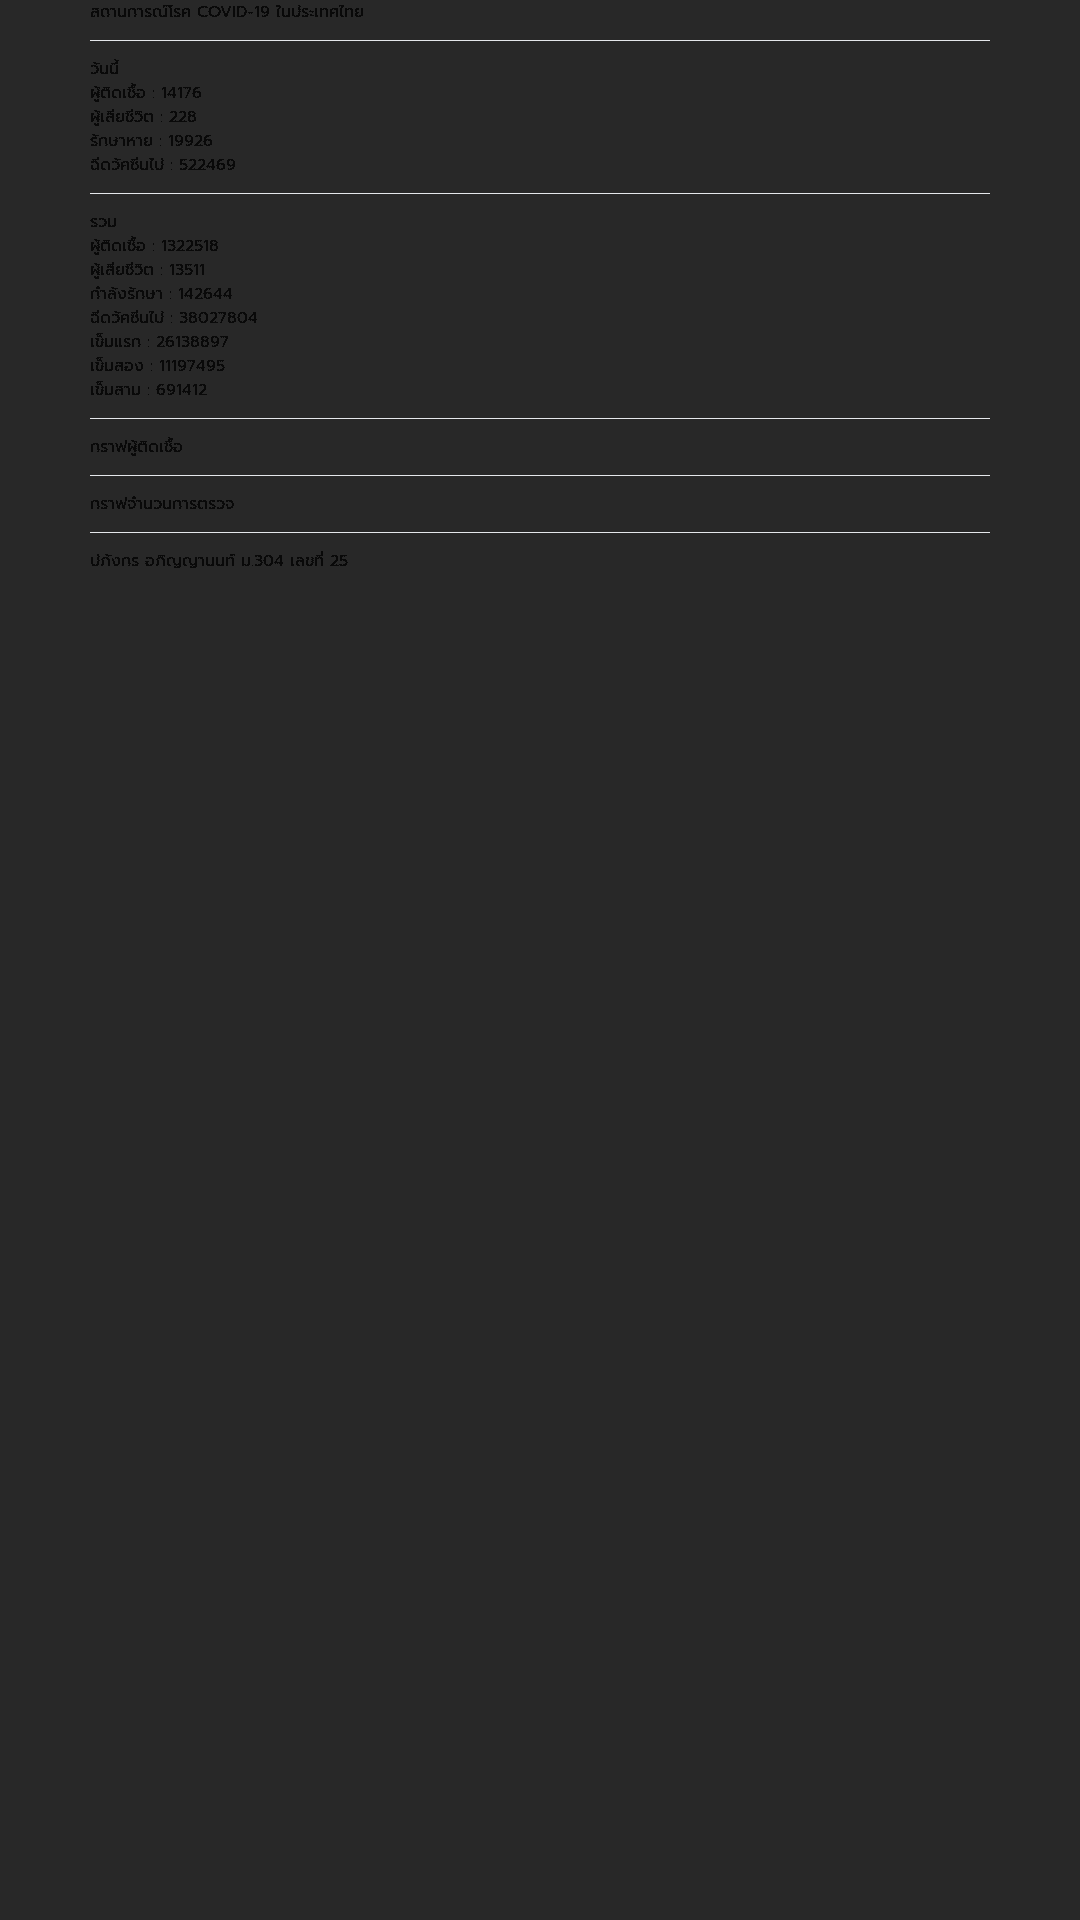 สถานการณ์โรค COVID-19 ในประเทศไทย
วันนี้
ผู้ติดเชื้อ : 14176
ผู้เสียชีวิต : 228
รักษาหาย : 19926
ฉีดวัคซีนไป : 522469
รวม
ผู้ติดเชื้อ : 1322518
ผู้เสียชีวิต : 13511
กำลังรักษา : 142644
ฉีดวัคซีนไป : 38027804
เข็มแรก : 26138897
เข็มสอง : 11197495
เข็มสาม : 691412
กราฟผู้ติดเชื้อ
กราฟจำนวนการตรวจ
ปภังกร อภิญญานนท์ ม.304 เลขที่ 25